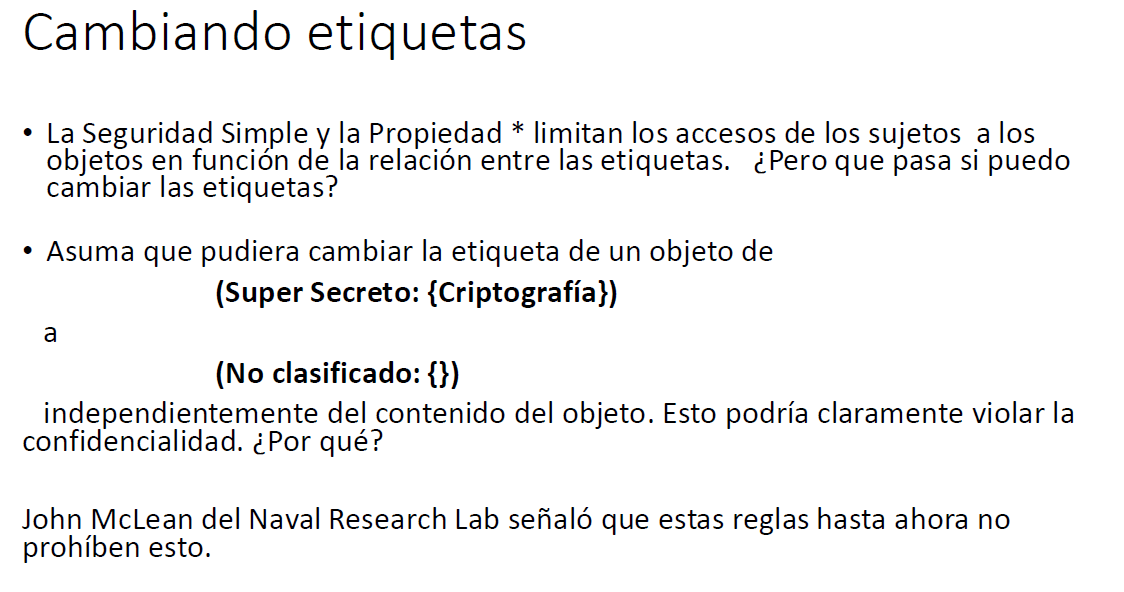 Cambiando etiquetas
• La Seguridad Simple y la Propiedad * limitan los accesos de los sujetos a los
objetos en función de la relación entre las etiquetas. ¿Pero que pasa si puedo
cambiar las etiquetas?
• Asuma que pudiera cambiar la etiqueta de un objeto de
(Super Secreto: {Criptografía})
a
(No clasificado: {})
independientemente del contenido del objeto. Esto podría claramente violar la
confidencialidad. ¿Por qué?
John McLean del Naval Research Lab señaló que estas reglas hasta ahora no
prohíben esto.